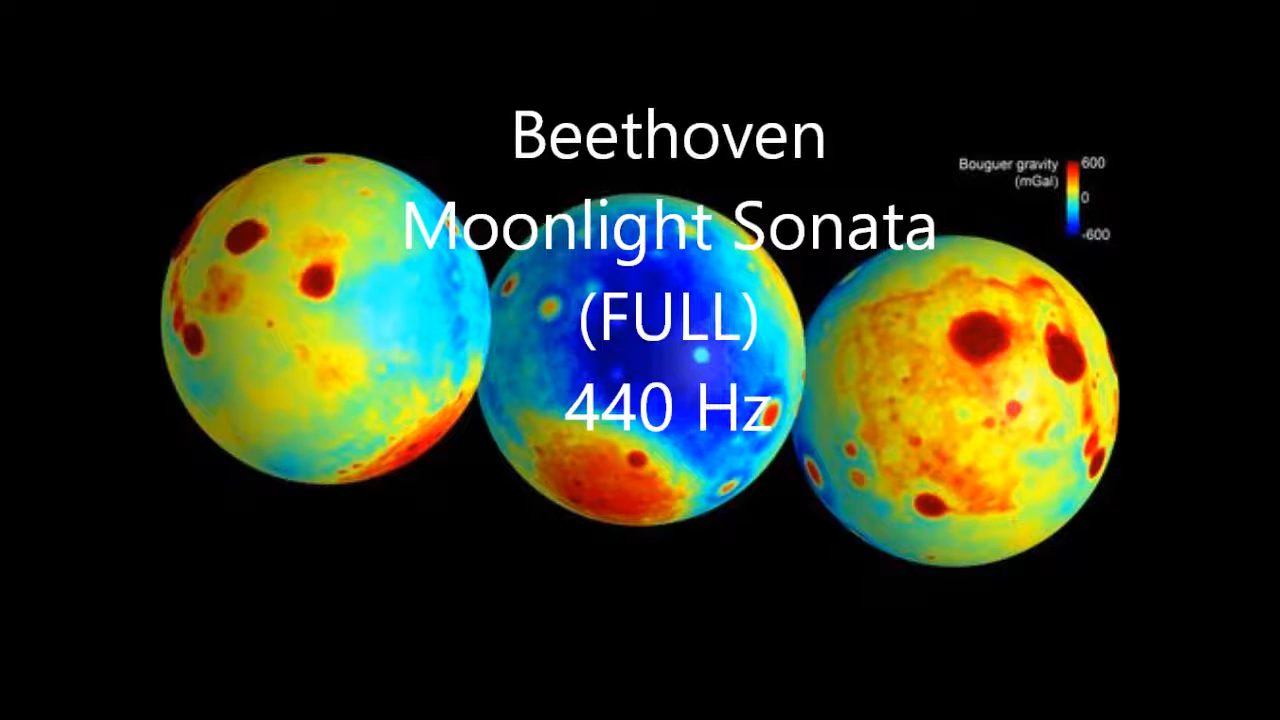 Beethoven
Moonlight Sonata
(FULL)
440 Hz
Bouguer gravity
(mGal)
600
0
-600